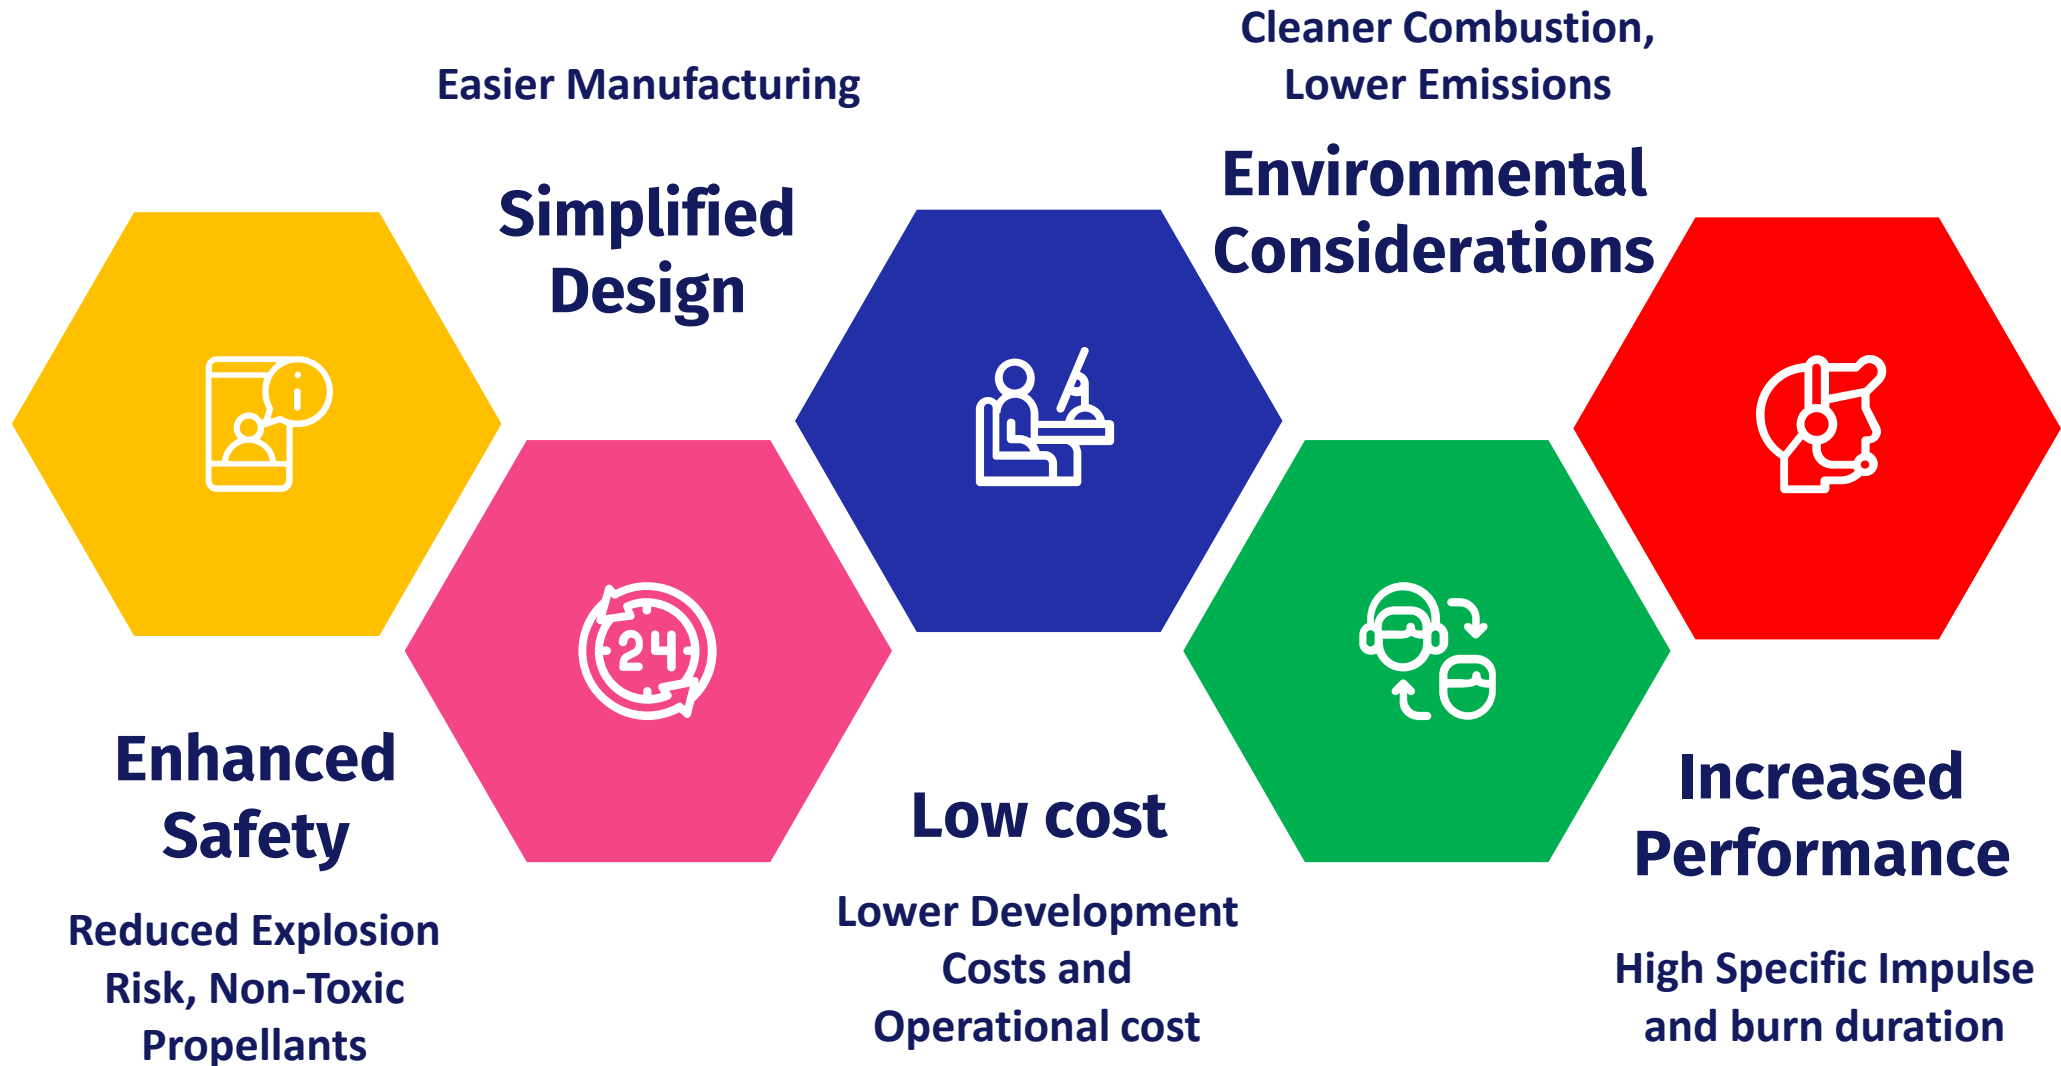 Easier Manufacturing
Simplified
Design
Cleaner Combustion,
Lower Emissions
Environmental
Considerations
24
Enhanced
Safety
Reduced Explosion
Risk, Non-Toxic
Propellants
Low cost
Lower Development
Costs and
Operational cost
Increased
Performance
High Specific Impulse
and burn duration